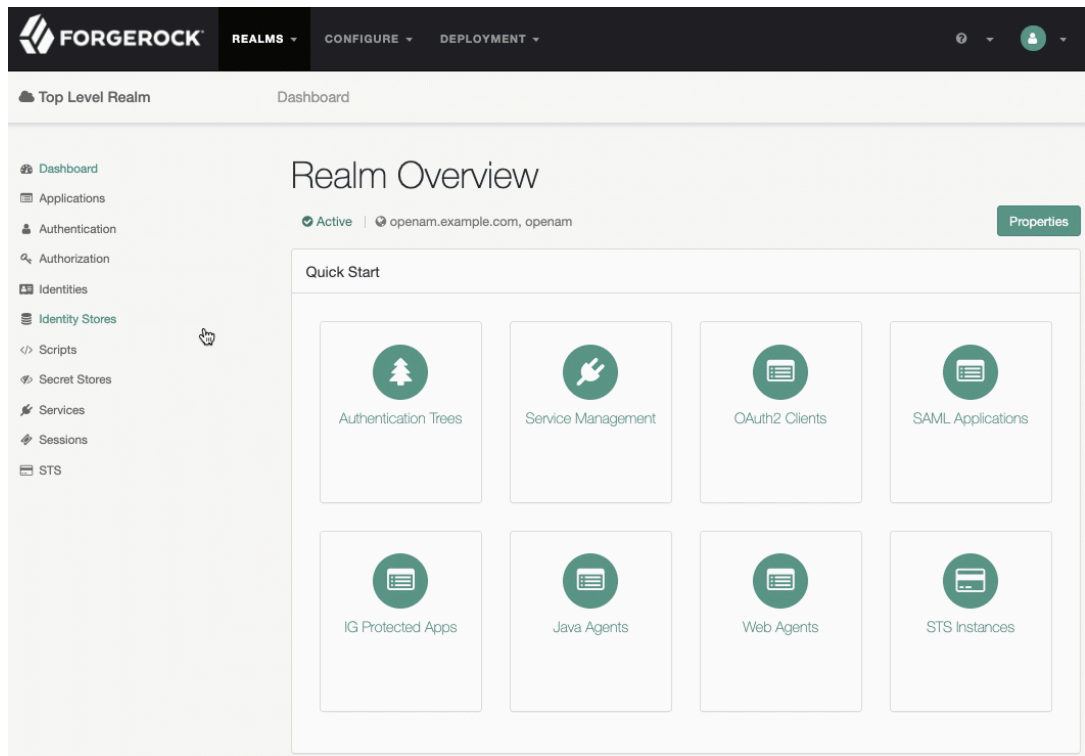 FORGEROCK
REALMS CONFIGURE DEPLOYMENT
Top Level Realm Dashboard
Dashboard
Applications
Authentication
Authorization
Identities
Identity Stores
Scripts
Secret Stores
Services
Sessions
STS
Realm Overview
Active openam.example.com, openam Properties
Quick Start
Authentication Trees Service Management OAuth2 Clients SAML Applications
IG Protected Apps Java Agents Web Agents STS Instances